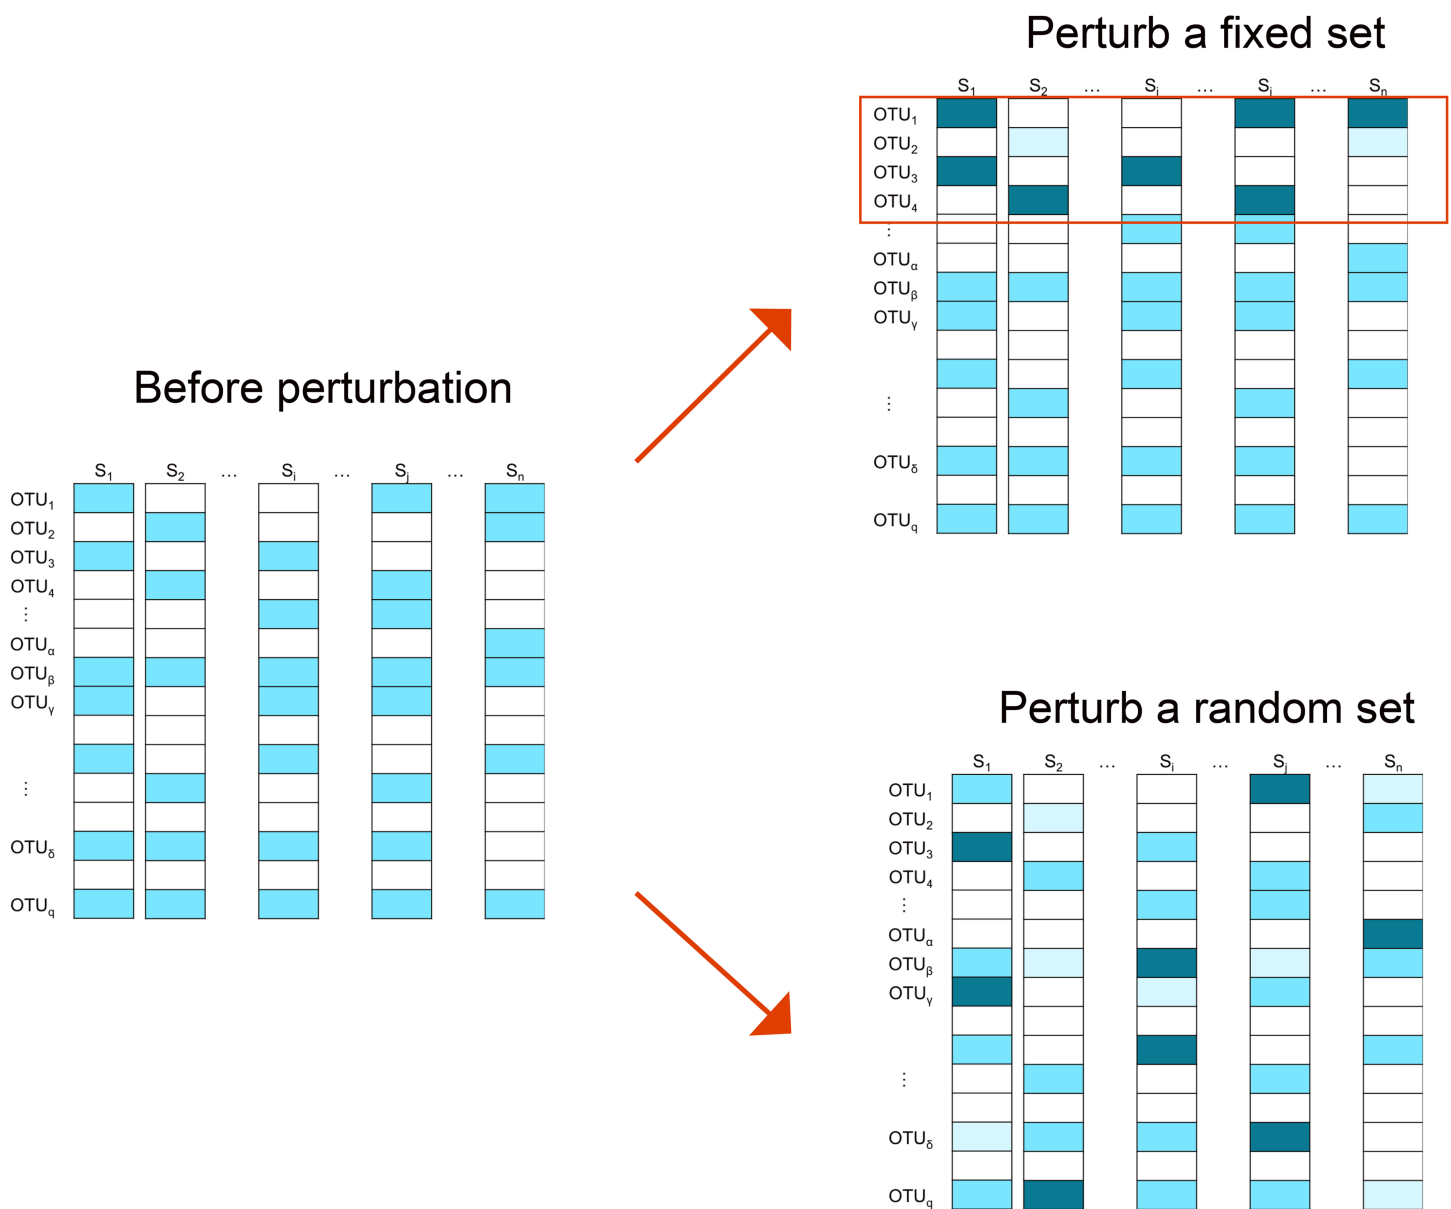 Perturb a fixed set
S1 S2 … Si … Sj … Sn
OTU1
OTU2
OTU3
OTU4
⋮
OTUα
OTUβ
OTUγ
⋮
OTUδ
OTUq
Before perturbation
S1 S2 … Si … Sj … Sn
OTU1
OTU2
OTU3
OTU4
⋮
OTUα
OTUβ
OTUγ
⋮
OTUδ
OTUq
Perturb a random set
S1 S2 … Si … Sj … Sn
OTU1
OTU2
OTU3
OTU4
⋮
OTUα
OTUβ
OTUγ
⋮
OTUδ
OTUq